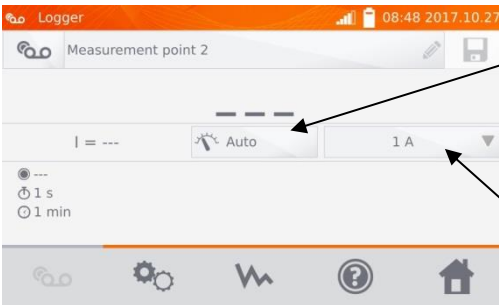 Logger 08:48 2017.10.27
Measurement point 2
---
I = --- Auto 1 A
---
1 s
1 min
?